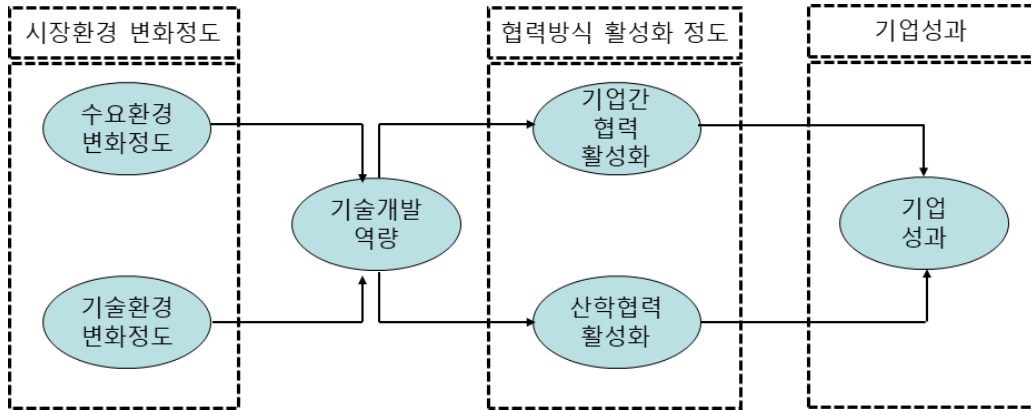 시장환경 변화정도
협력방식 활성화 정도
기업성과
수요환경
변화정도
기업간
협력
활성화
기술개발
역량
기업
성과
기술환경
변화정도
산학협력
활성화